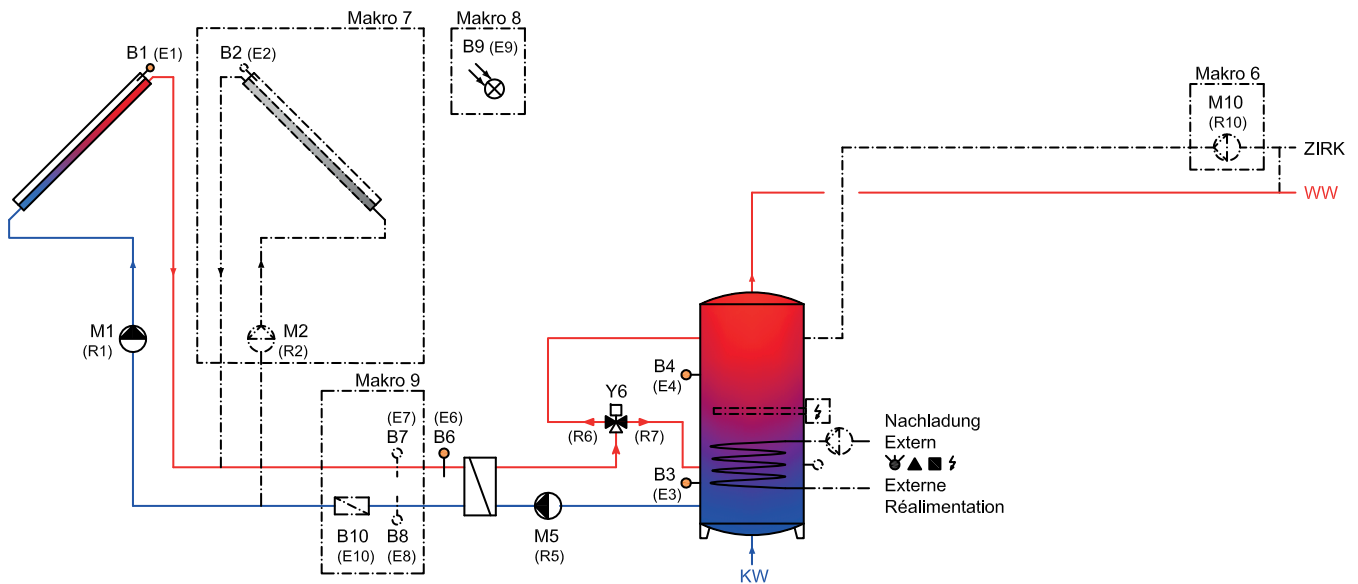 Makro 7
Makro 8
B1 (E1)
B2 (E2)
B9 (E9)
Makro 6
M10
(R10)
ZIRK
WW
M1
(R1)
M2
(R2)
Makro 9
(E7)
B7
(E6)
B6
B10
(E10)
B8
(E8)
Y6
(R6)
(R7)
M5
(R5)
B4
(E4)
B3
(E3)
Nachladung
Extern
Externe
Réalimentation
KW